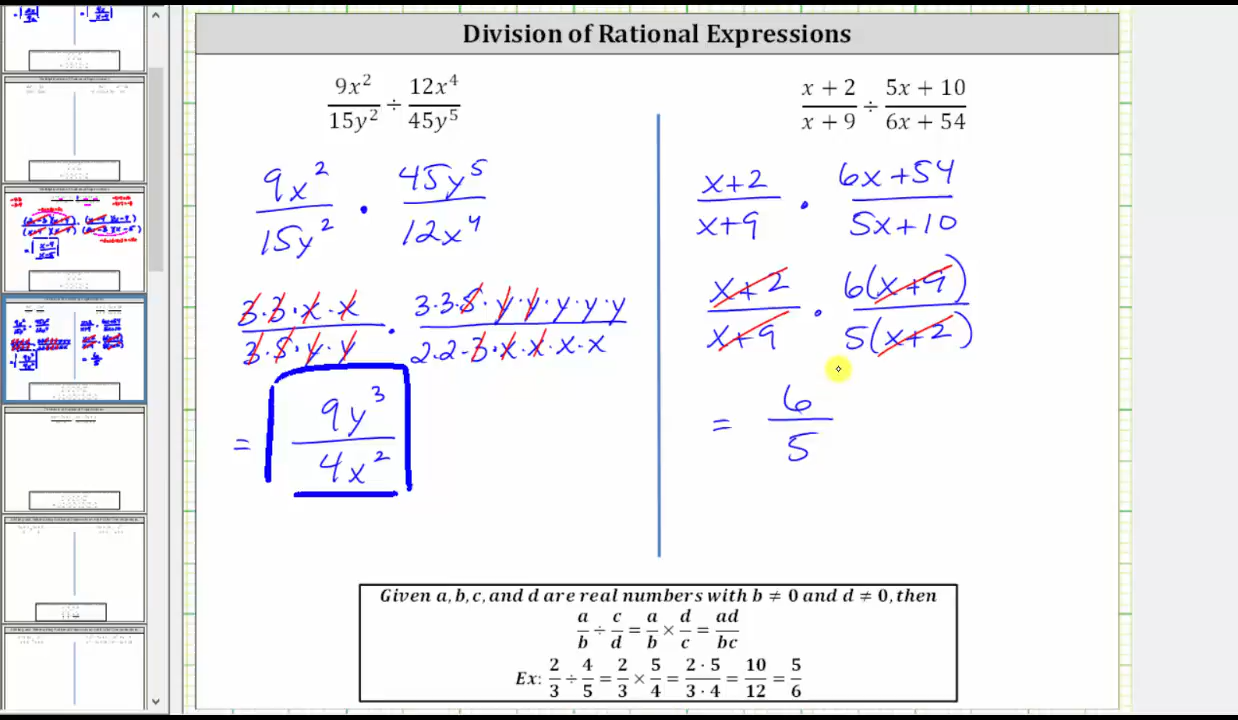 Division of Rational Expressions
9x²/15y² ÷ 12x⁴/45y⁵
9x²/15y² · 45y⁵/12x⁴
3·3·x·x/3·5·y·y · 3·3·5·y·y·y·y·y/2·2·3·x·x·x·x
= 9y³/4x²
x + 2/x + 9 ÷ 5x + 10/6x + 54
x+2/x+9 · 6x+54/5x+10
x+2/x+9 · 6(x+9)/5(x+2)
= 6/5
Given a, b, c, and d are real numbers with b ≠ 0 and d ≠ 0, then
a/b ÷ c/d = a/b × d/c = ad/bc
Ex: 2/3 ÷ 4/5 = 2/3 × 5/4 = 2 · 5/3 · 4 = 10/12 = 5/6